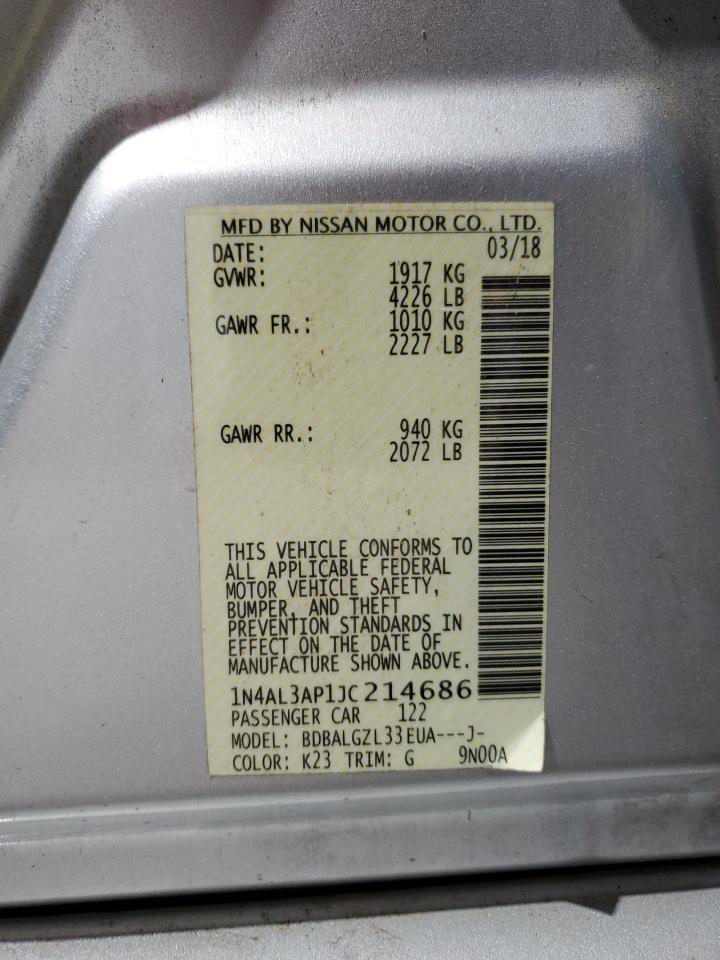 MFD BY NISSAN MOTOR CO., LTD.
DATE: 03/18
GVWR: 1917 KG
4226 LB
GAWR FR.: 1010 KG
2227 LB
GAWR RR.: 940 KG
2072 LB
THIS VEHICLE CONFORMS TO
ALL APPLICABLE FEDERAL
MOTOR VEHICLE SAFETY,
BUMPER, AND THEFT
PREVENTION STANDARDS IN
EFFECT ON THE DATE OF
MANUFACTURE SHOWN ABOVE.
1N4AL3AP1JC214686
PASSENGER CAR 122
MODEL: BDBALGZL33EUA---J-
COLOR: K23 TRIM: G 9N00A